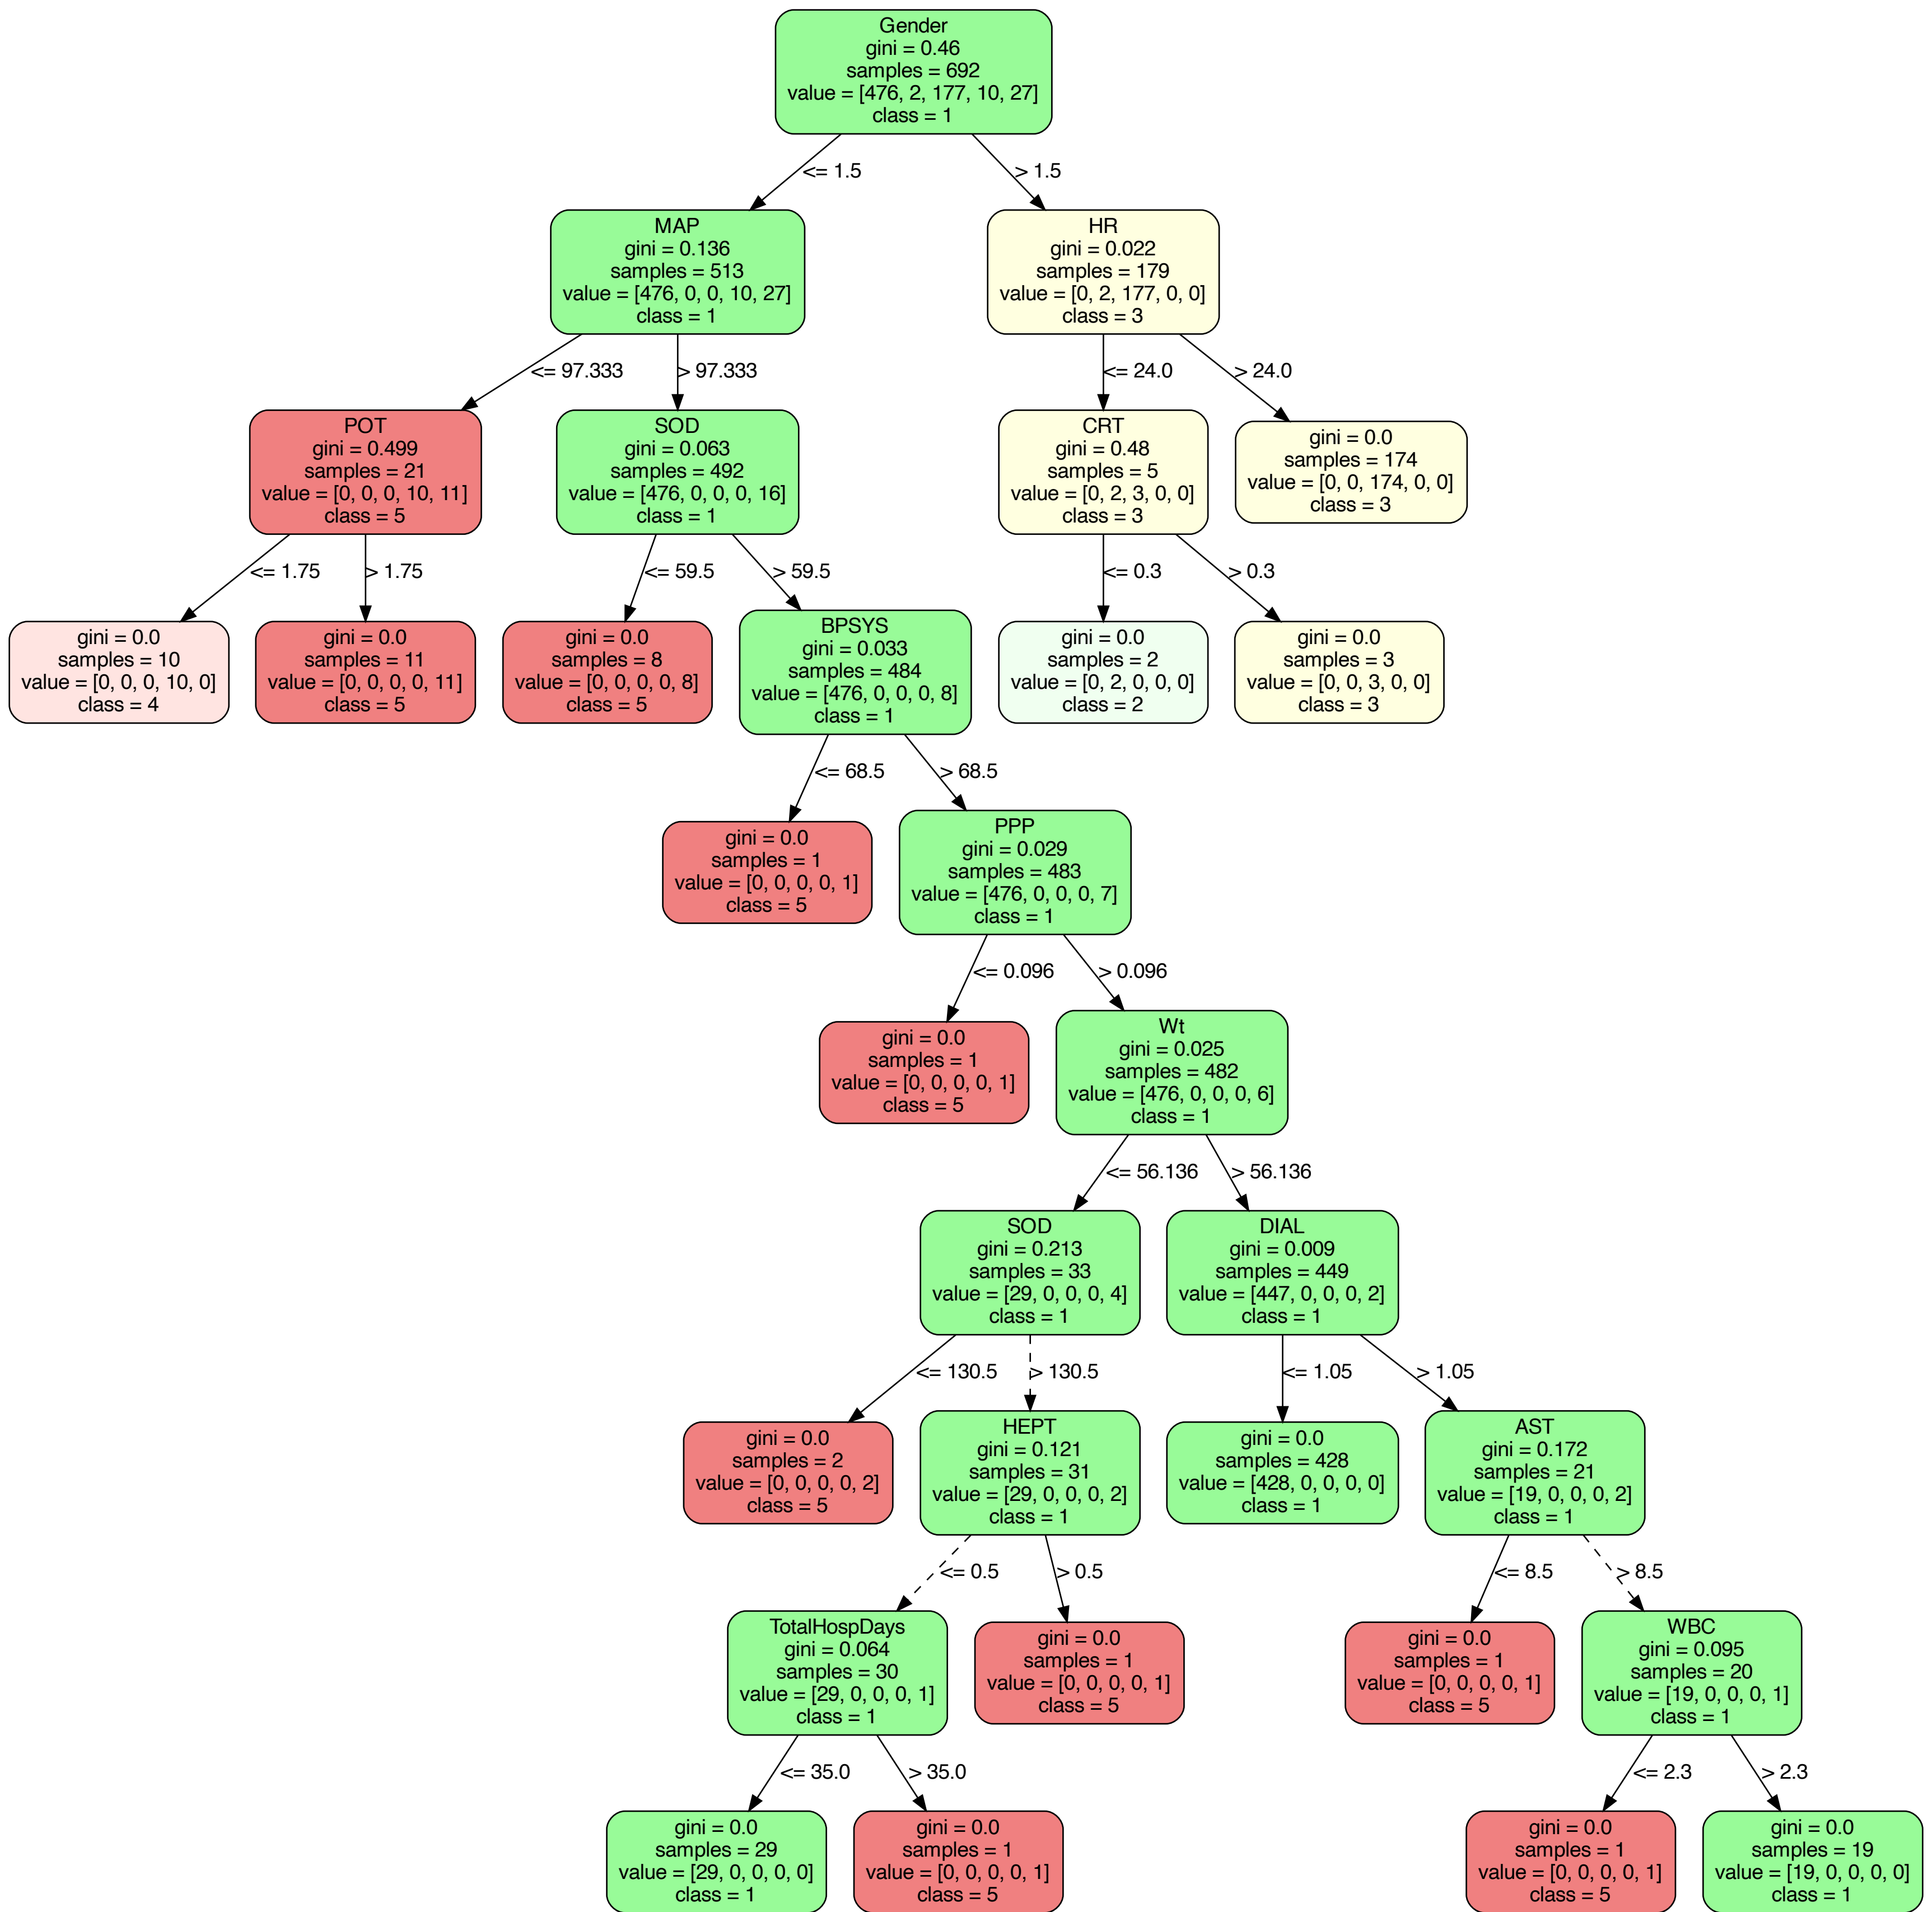 Gender
gini = 0.46
samples = 692
value = [476, 2, 177, 10, 27]
class = 1
<= 1.5
> 1.5
MAP
gini = 0.136
samples = 513
value = [476, 0, 0, 10, 27]
class = 1
HR
gini = 0.022
samples = 179
value = [0, 2, 177, 0, 0]
class = 3
<= 97.333
> 97.333
<= 24.0
> 24.0
POT
gini = 0.499
samples = 21
value = [0, 0, 0, 10, 11]
class = 5
SOD
gini = 0.063
samples = 492
value = [476, 0, 0, 0, 16]
class = 1
CRT
gini = 0.48
samples = 5
value = [0, 2, 3, 0, 0]
class = 3
gini = 0.0
samples = 174
value = [0, 0, 174, 0, 0]
class = 3
<= 1.75
> 1.75
<= 59.5
> 59.5
<= 0.3
> 0.3
gini = 0.0
samples = 10
value = [0, 0, 0, 10, 0]
class = 4
gini = 0.0
samples = 11
value = [0, 0, 0, 0, 11]
class = 5
gini = 0.0
samples = 8
value = [0, 0, 0, 0, 8]
class = 5
BPSYS
gini = 0.033
samples = 484
value = [476, 0, 0, 0, 8]
class = 1
gini = 0.0
samples = 2
value = [0, 2, 0, 0, 0]
class = 2
gini = 0.0
samples = 3
value = [0, 0, 3, 0, 0]
class = 3
<= 68.5
> 68.5
gini = 0.0
samples = 1
value = [0, 0, 0, 0, 1]
class = 5
PPP
gini = 0.029
samples = 483
value = [476, 0, 0, 0, 7]
class = 1
<= 0.096
> 0.096
gini = 0.0
samples = 1
value = [0, 0, 0, 0, 1]
class = 5
Wt
gini = 0.025
samples = 482
value = [476, 0, 0, 0, 6]
class = 1
<= 56.136
> 56.136
SOD
gini = 0.213
samples = 33
value = [29, 0, 0, 0, 4]
class = 1
DIAL
gini = 0.009
samples = 449
value = [447, 0, 0, 0, 2]
class = 1
<= 130.5
> 130.5
<= 1.05
> 1.05
gini = 0.0
samples = 2
value = [0, 0, 0, 0, 2]
class = 5
HEPT
gini = 0.121
samples = 31
value = [29, 0, 0, 0, 2]
class = 1
gini = 0.0
samples = 428
value = [428, 0, 0, 0, 0]
class = 1
AST
gini = 0.172
samples = 21
value = [19, 0, 0, 0, 2]
class = 1
<= 0.5
> 0.5
<= 8.5
> 8.5
TotalHospDays
gini = 0.064
samples = 30
value = [29, 0, 0, 0, 1]
class = 1
gini = 0.0
samples = 1
value = [0, 0, 0, 0, 1]
class = 5
gini = 0.0
samples = 1
value = [0, 0, 0, 0, 1]
class = 5
WBC
gini = 0.095
samples = 20
value = [19, 0, 0, 0, 1]
class = 1
<= 35.0
> 35.0
<= 2.3
> 2.3
gini = 0.0
samples = 29
value = [29, 0, 0, 0, 0]
class = 1
gini = 0.0
samples = 1
value = [0, 0, 0, 0, 1]
class = 5
gini = 0.0
samples = 1
value = [0, 0, 0, 0, 1]
class = 5
gini = 0.0
samples = 19
value = [19, 0, 0, 0, 0]
class = 1